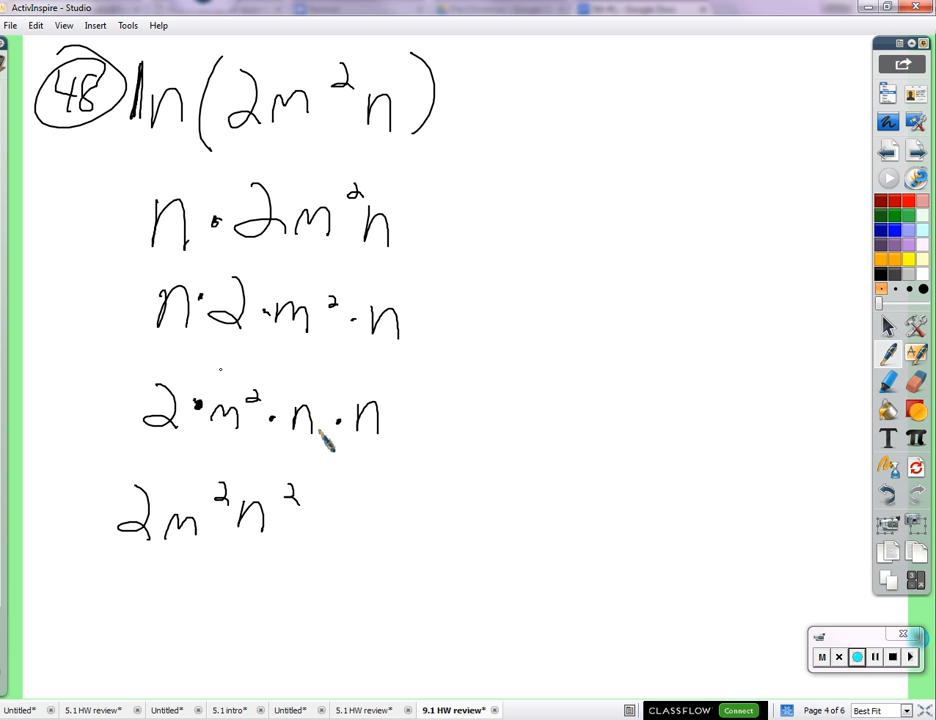 ActivInspire - Studio
File Edit View Insert Tools Help
48 ln(2m²n)
n · 2m²n
n · 2 · m² · n
2 · m² · n · n
2m²n²
M
Untitled* 5.1 HW review* Untitled* 5.1 intro* Untitled* 5.1 HW review* 9.1 HW review*
CLASSFLOW Connect Page 4 of 6 Best Fit